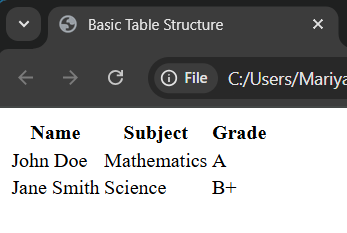 Basic Table Structure
File C:/Users/Mariya
Name Subject Grade
John Doe Mathematics A
Jane Smith Science B+